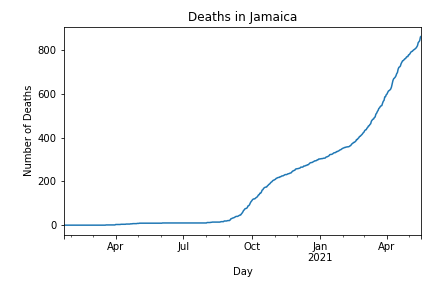 Deaths in Jamaica
Number of Deaths
800
600
400
200
0
Apr
Jul
Oct
Jan
2021
Apr
Day